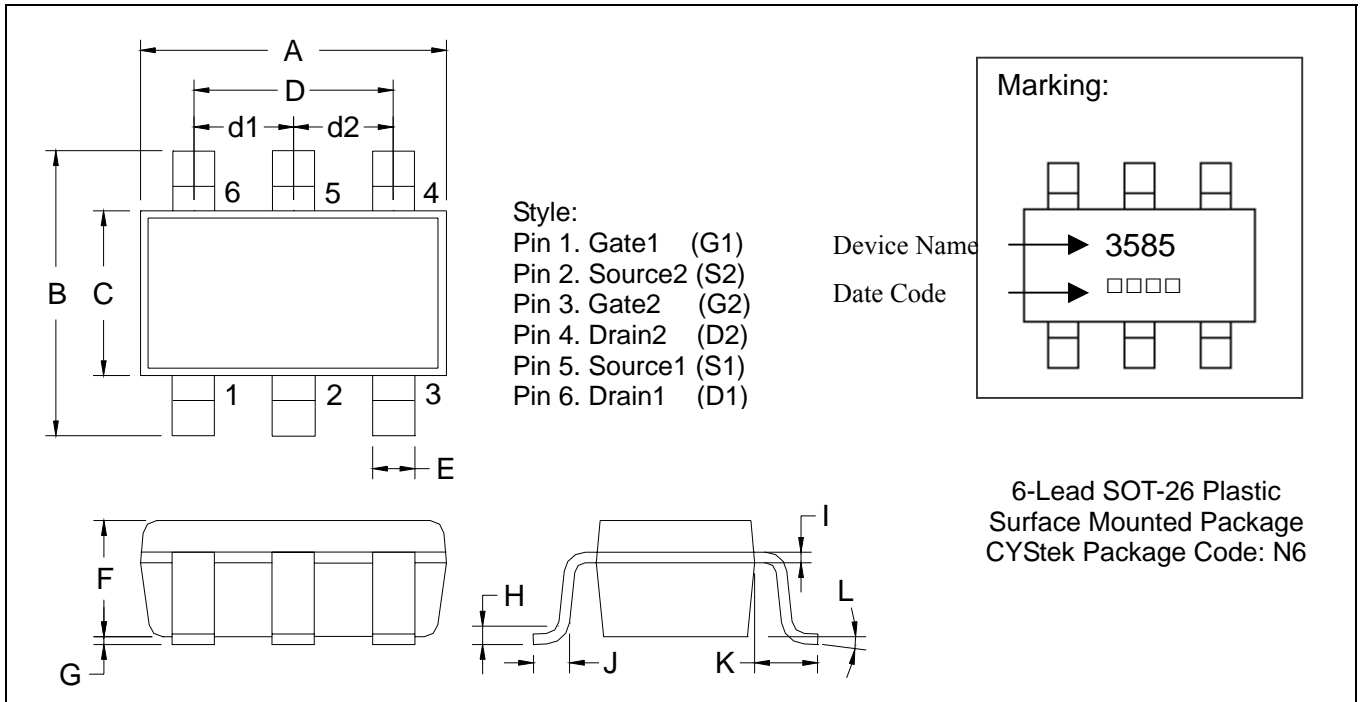 A
D
d1 d2
6 5 4
B C
1 2 3
E
Style:
Pin 1. Gate1 (G1)
Pin 2. Source2 (S2)
Pin 3. Gate2 (G2)
Pin 4. Drain2 (D2)
Pin 5. Source1 (S1)
Pin 6. Drain1 (D1)
Marking:
Device Name 3585
Date Code □□□□
6-Lead SOT-26 Plastic
Surface Mounted Package
CYStek Package Code: N6
F
G
H
I
J
K
L